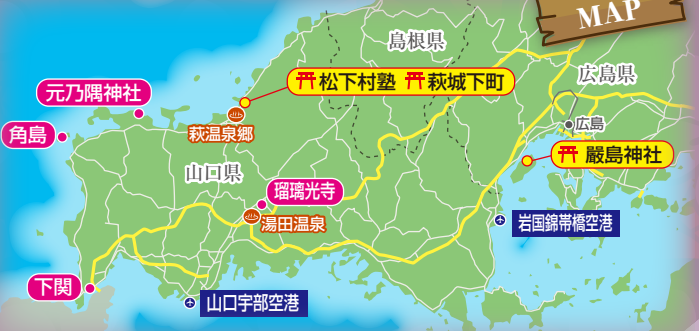 MAP
島根県
広島県
松下村塾 萩城下町
元乃隅神社
角島
萩温泉郷
広島
嚴島神社
山口県
瑠璃光寺
湯田温泉
岩国錦帯橋空港
下関
山口宇部空港